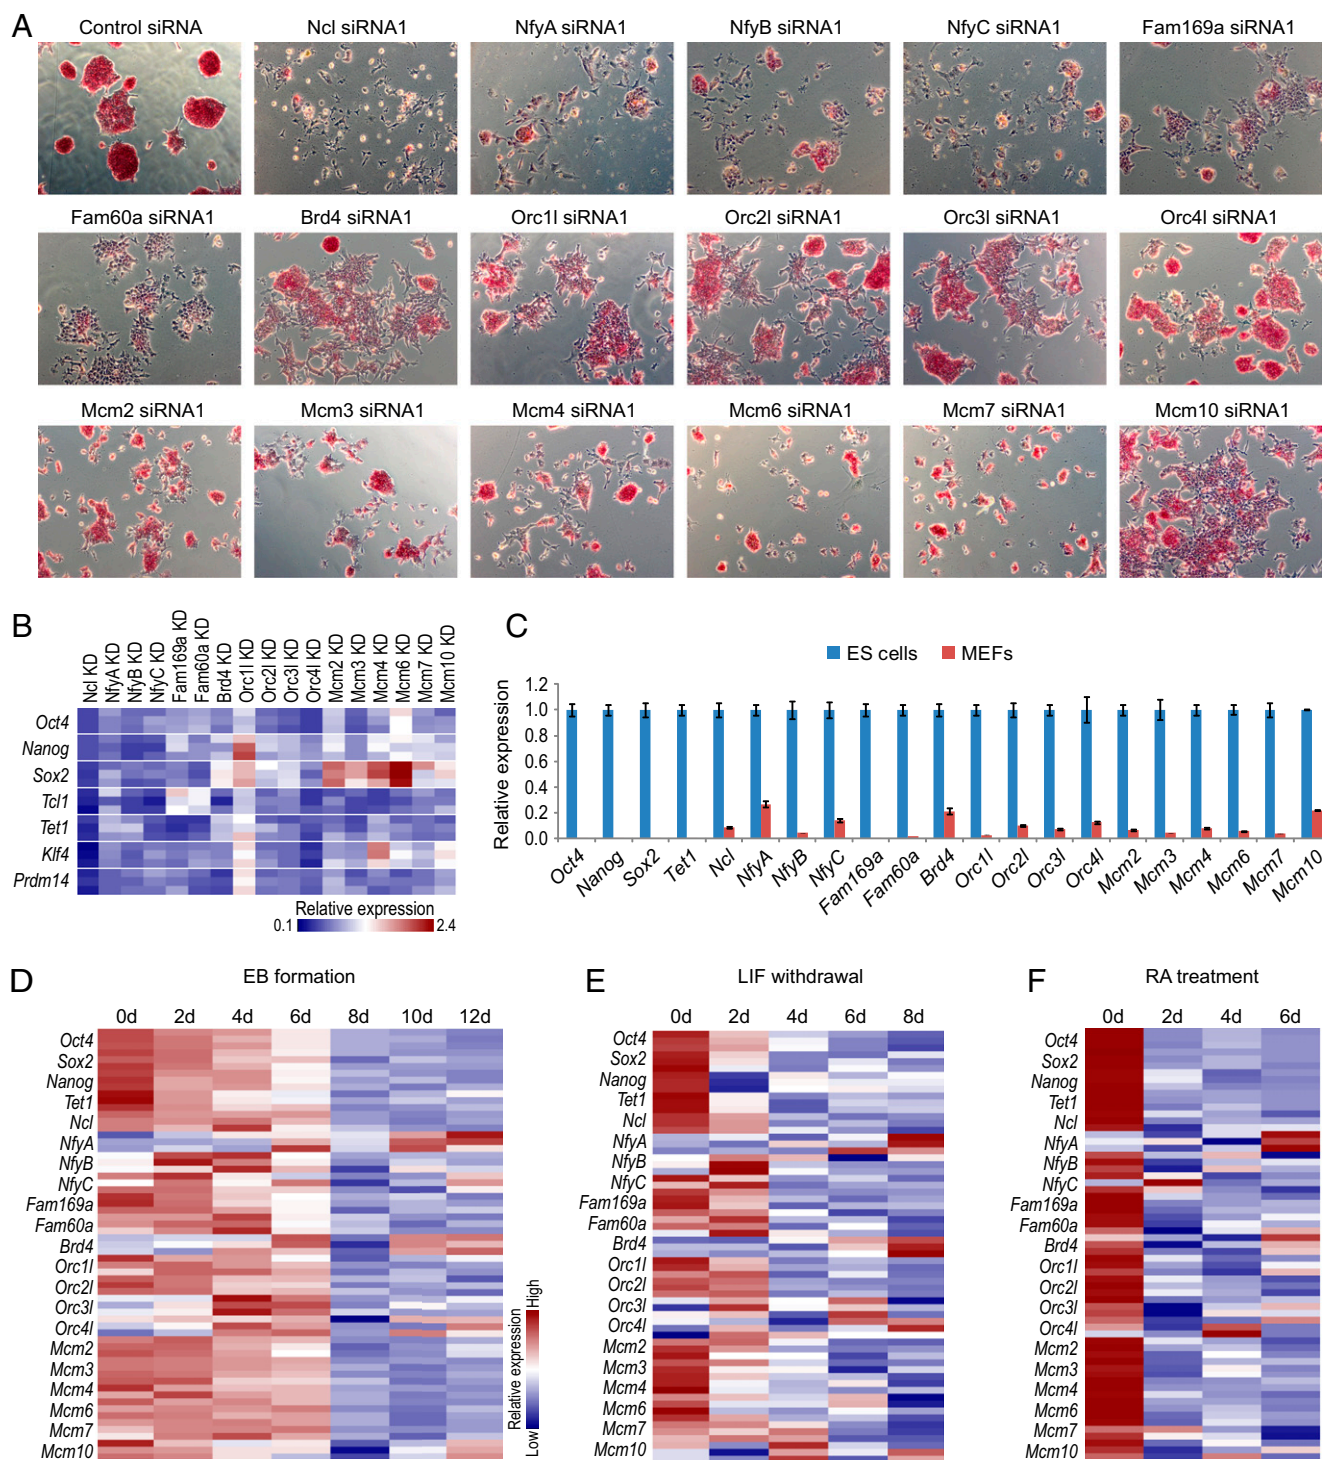 A
Control siRNA
Ncl siRNA1
NfyA siRNA1
NfyB siRNA1
NfyC siRNA1
Fam169a siRNA1
Fam60a siRNA1
Brd4 siRNA1
Orc1l siRNA1
Orc2l siRNA1
Orc3l siRNA1
Orc4l siRNA1
Mcm2 siRNA1
Mcm3 siRNA1
Mcm4 siRNA1
Mcm6 siRNA1
Mcm7 siRNA1
Mcm10 siRNA1
B
Ncl KD
NfyA KD
NfyB KD
NfyC KD
Fam169a KD
Fam60a KD
Brd4 KD
Orc1l KD
Orc2l KD
Orc3l KD
Orc4l KD
Mcm2 KD
Mcm3 KD
Mcm4 KD
Mcm6 KD
Mcm7 KD
Mcm10 KD
Oct4
Nanog
Sox2
Tcl1
Tet1
Klf4
Prdm14
Relative expression
0.1
2.4
C
ES cells
MEFs
Relative expression
1.2
1.0
0.8
0.6
0.4
0.2
0.0
Oct4
Nanog
Sox2
Tet1
Ncl
NfyA
NfyB
NfyC
Fam169a
Fam60a
Brd4
Orc1l
Orc2l
Orc3l
Orc4l
Mcm2
Mcm3
Mcm4
Mcm6
Mcm7
Mcm10
D
EB formation
0d 2d 4d 6d 8d 10d 12d
Oct4
Sox2
Nanog
Tet1
Ncl
NfyA
NfyB
NfyC
Fam169a
Fam60a
Brd4
Orc1l
Orc2l
Orc3l
Orc4l
Mcm2
Mcm3
Mcm4
Mcm6
Mcm7
Mcm10
Relative expression
Low
High
E
LIF withdrawal
0d 2d 4d 6d 8d
Oct4
Sox2
Nanog
Tet1
Ncl
NfyA
NfyB
NfyC
Fam169a
Fam60a
Brd4
Orc1l
Orc2l
Orc3l
Orc4l
Mcm2
Mcm3
Mcm4
Mcm6
Mcm7
Mcm10
F
RA treatment
0d 2d 4d 6d
Oct4
Sox2
Nanog
Tet1
Ncl
NfyA
NfyB
NfyC
Fam169a
Fam60a
Brd4
Orc1l
Orc2l
Orc3l
Orc4l
Mcm2
Mcm3
Mcm4
Mcm6
Mcm7
Mcm10